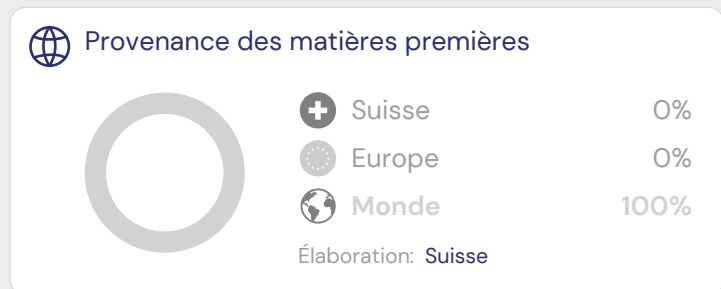 Provenance des matières premières
Suisse 0%
Europe 0%
Monde 100%
Élaboration: Suisse